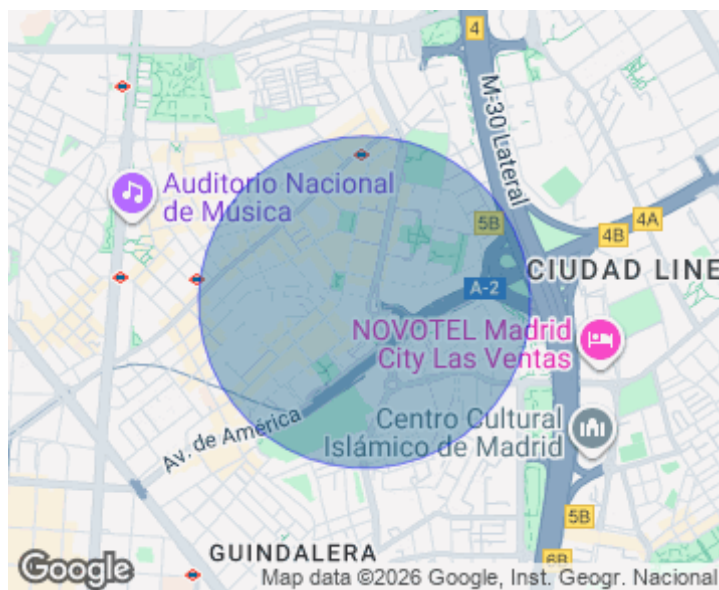 4
M-30 Lateral
Auditorio Nacional
de Música
5B
4A
4B
CIUDAD LINE
A-2
NOVOTEL Madrid
City Las Ventas
Centro Cultural
Islámico de Madrid
Av. de América
5B
GUINDALERA
6B
Google
Map data ©2026 Google, Inst. Geogr. Nacional